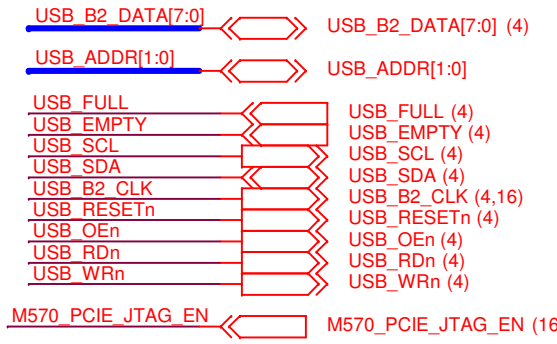 USB_B2_DATA[7:0] USB_B2_DATA[7:0] (4)
USB_ADDR[1:0] USB_ADDR[1:0]
USB_FULL USB_FULL (4)
USB_EMPTY USB_EMPTY (4)
USB_SCL USB_SCL (4)
USB_SDA USB_SDA (4)
USB_B2_CLK USB_B2_CLK (4,16)
USB_RESETn USB_RESETn (4)
USB_OEn USB_OEn (4)
USB_RDn USB_RDn (4)
USB_WRn USB_WRn (4)
M570_PCIE_JTAG_EN M570_PCIE_JTAG_EN (16